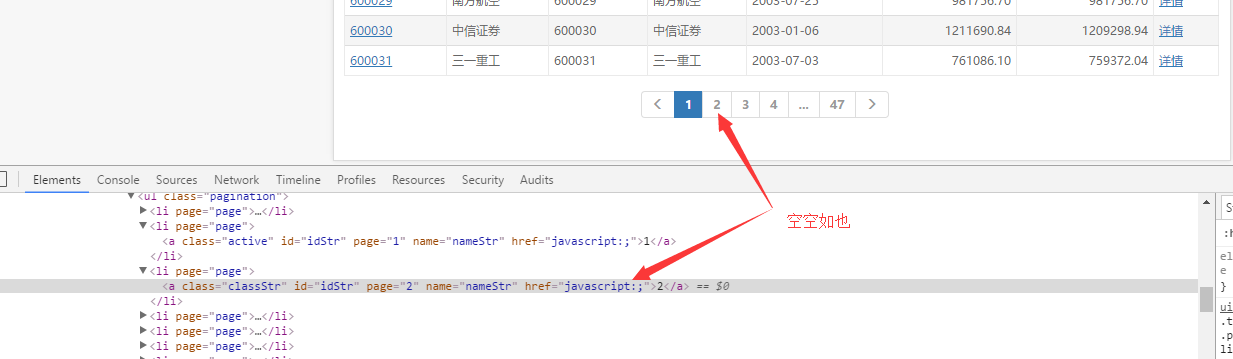 600029 南方航空 600029 南方航空 2003-07-25 981756.70 981756.70 详情
600030 中信证券 600030 中信证券 2003-01-06 1211690.84 1209298.94 详情
600031 三一重工 600031 三一重工 2003-07-03 761086.10 759372.04 详情
< 1 2 3 4 ... 47 >
空空如也
Elements Console Sources Network Timeline Profiles Resources Security Audits
▼<ul class="pagination">
▶<li page="page">…</li>
▼<li page="page">
<a class="active" id="idStr" page="1" name="nameStr" href="javascript:;">1</a>
</li>
▼<li page="page">
<a class="classStr" id="idStr" page="2" name="nameStr" href="javascript:;">2</a> == $0
</li>
▶<li page="page">…</li>
▶<li page="page">…</li>
▶<li page="page">…</li>